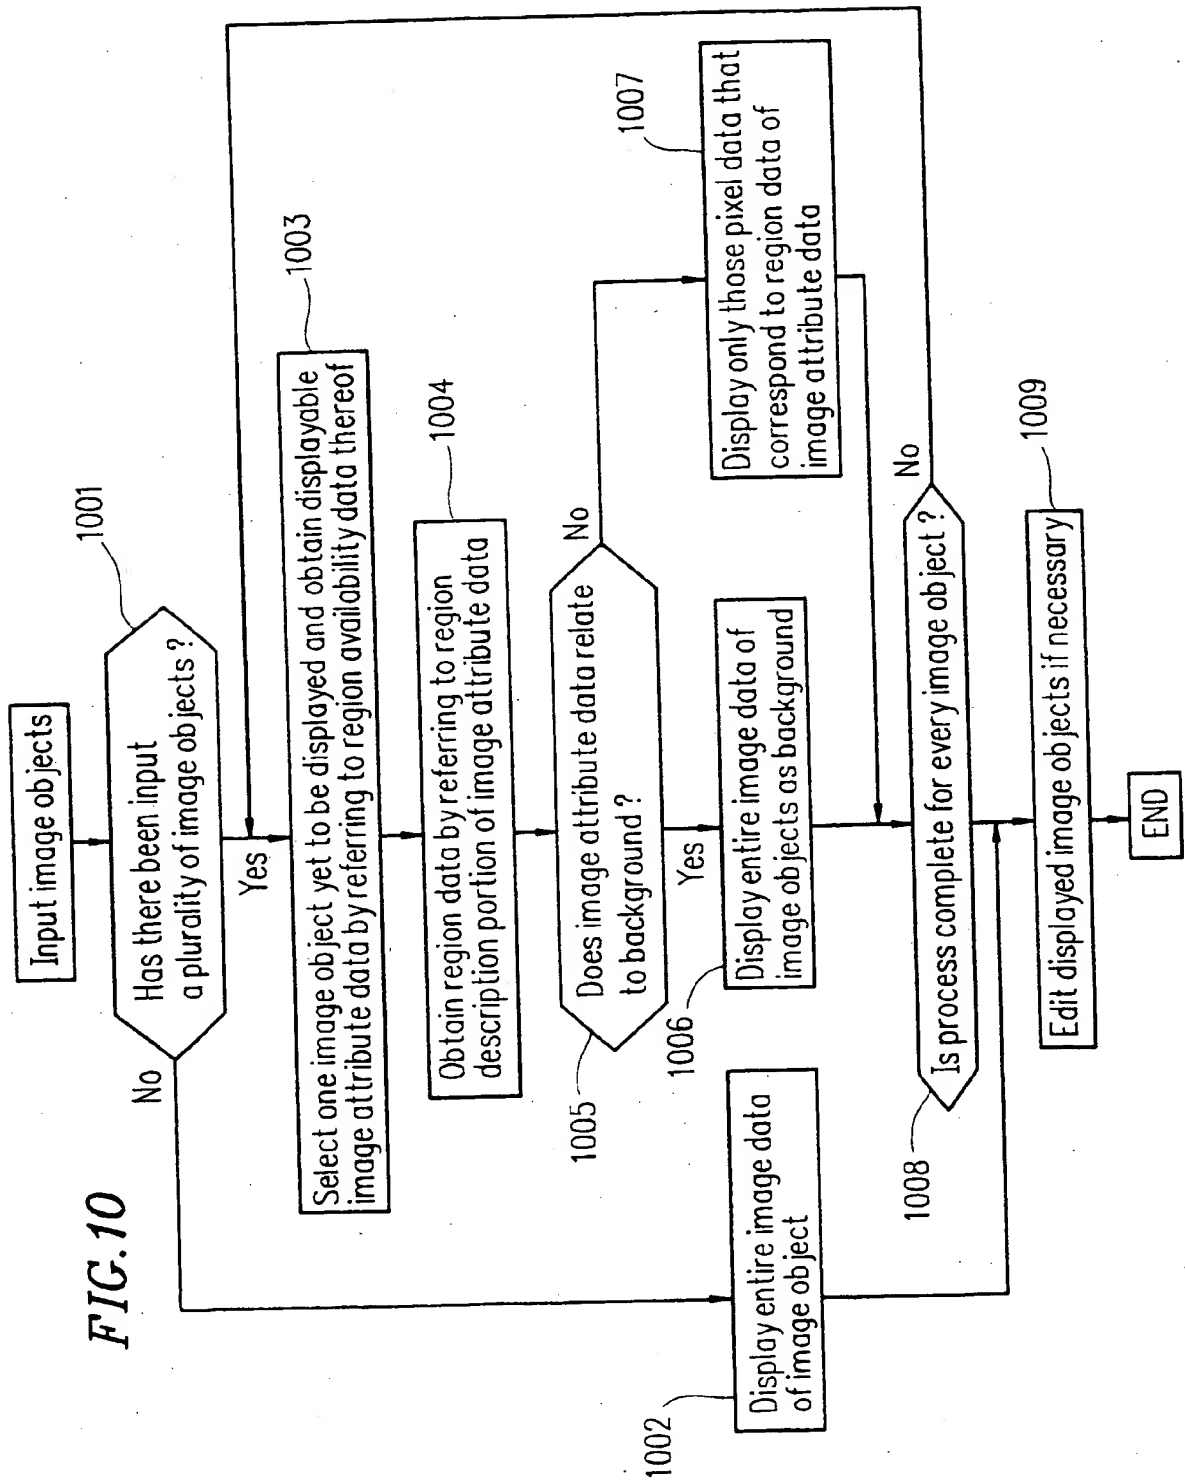 FIG.10
Input image objects
1001
Has there been input
a plurality of image objects ?
No
Yes
1003
Select one image object yet to be displayed and obtain displayable
image attribute data by referring to region availability data thereof
1004
Obtain region data by referring to region
description portion of image attribute data
1005
Does image attribute data relate
to background ?
No
Yes
1002
Display entire image data
of image object
1006
Display entire image data of
image objects as background
1007
Display only those pixel data that
correspond to region data of
image attribute data
1008
Is process complete for every image object ?
No
1009
Edit displayed image objects if necessary
END